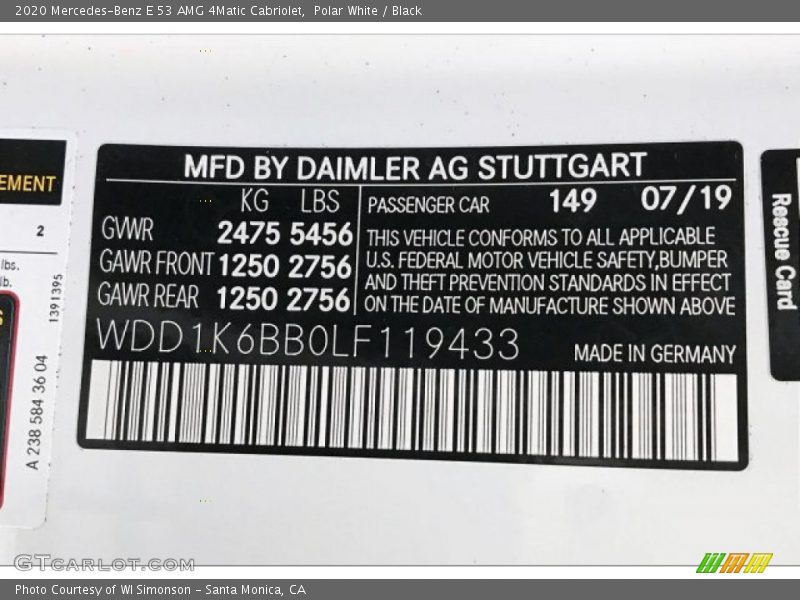 2020 Mercedes-Benz E 53 AMG 4Matic Cabriolet, Polar White / Black
MFD BY DAIMLER AG STUTTGART
KG LBS
GVWR 2475 5456
GAWR FRONT 1250 2756
GAWR REAR 1250 2756
PASSENGER CAR 149 07/19
THIS VEHICLE CONFORMS TO ALL APPLICABLE
U.S. FEDERAL MOTOR VEHICLE SAFETY,BUMPER
AND THEFT PREVENTION STANDARDS IN EFFECT
ON THE DATE OF MANUFACTURE SHOWN ABOVE
WDD1K6BB0LF119433
MADE IN GERMANY
EMENT
2
lbs.
lb.
S
1391395
A 238 584 36 04
Rescue Card
GTCARLOT.COM
Photo Courtesy of WI Simonson - Santa Monica, CA